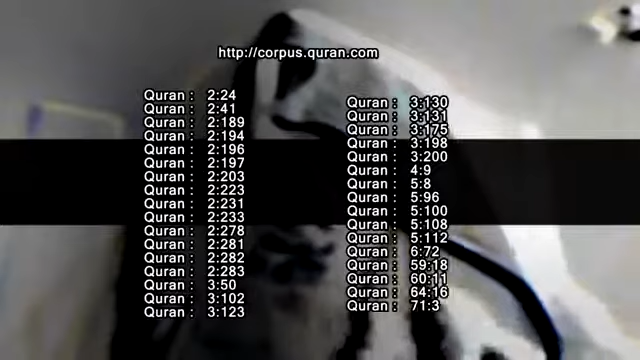 http://corpus.quran.com
Quran : 2:24
Quran : 2:41
Quran : 2:189
Quran : 2:194
Quran : 2:196
Quran : 2:197
Quran : 2:203
Quran : 2:223
Quran : 2:231
Quran : 2:233
Quran : 2:278
Quran : 2:281
Quran : 2:282
Quran : 2:283
Quran : 3:50
Quran : 3:102
Quran : 3:123
Quran : 3:130
Quran : 3:131
Quran : 3:175
Quran : 3:198
Quran : 3:200
Quran : 4:9
Quran : 5:8
Quran : 5:96
Quran : 5:100
Quran : 5:108
Quran : 5:112
Quran : 6:72
Quran : 59:18
Quran : 60:11
Quran : 64:16
Quran : 71:3